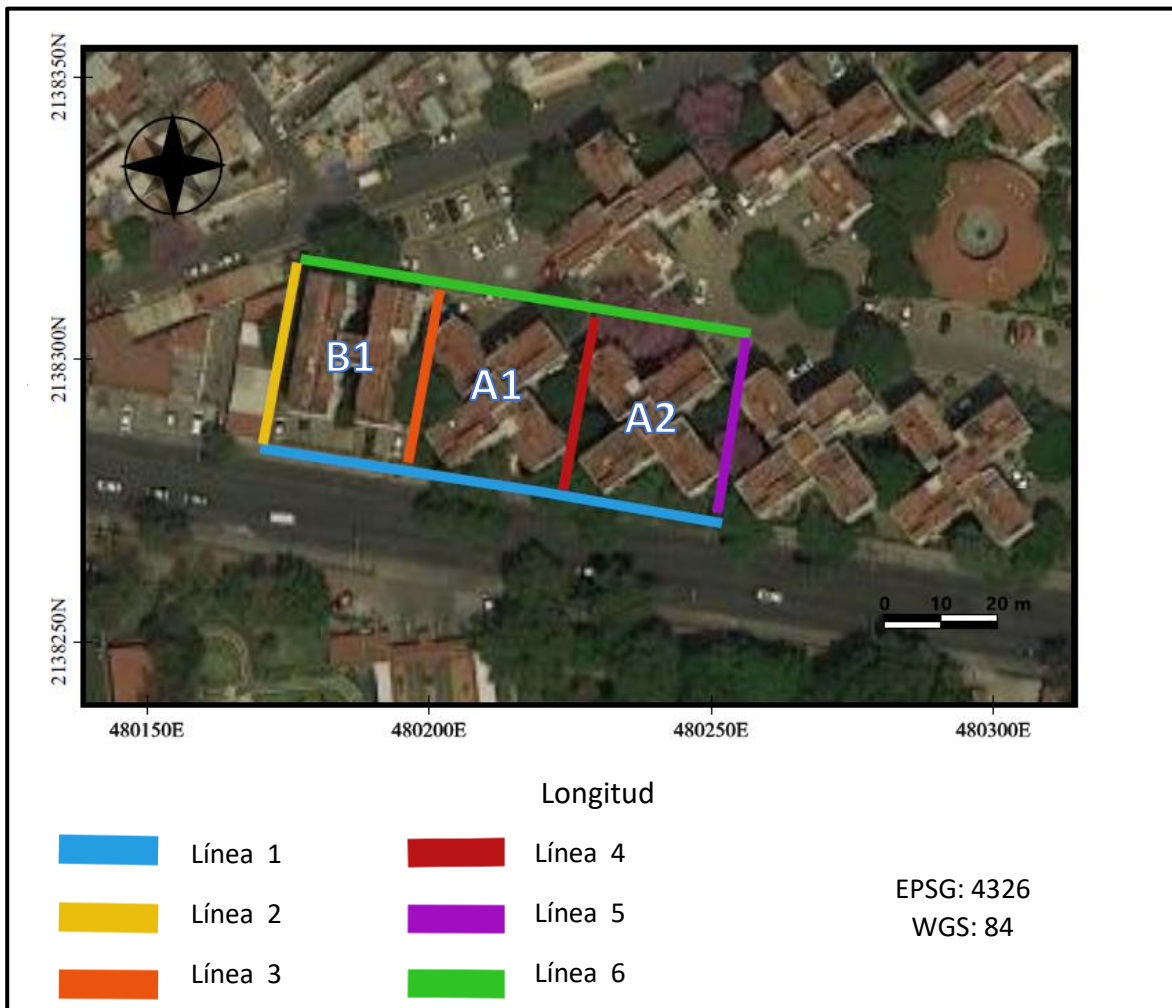 2138350N
2138300N
2138250N
B1
A1
A2
0 10 20 m
480150E 480200E 480250E 480300E
Longitud
Línea 1
Línea 2
Línea 3
Línea 4
Línea 5
Línea 6
EPSG: 4326
WGS: 84